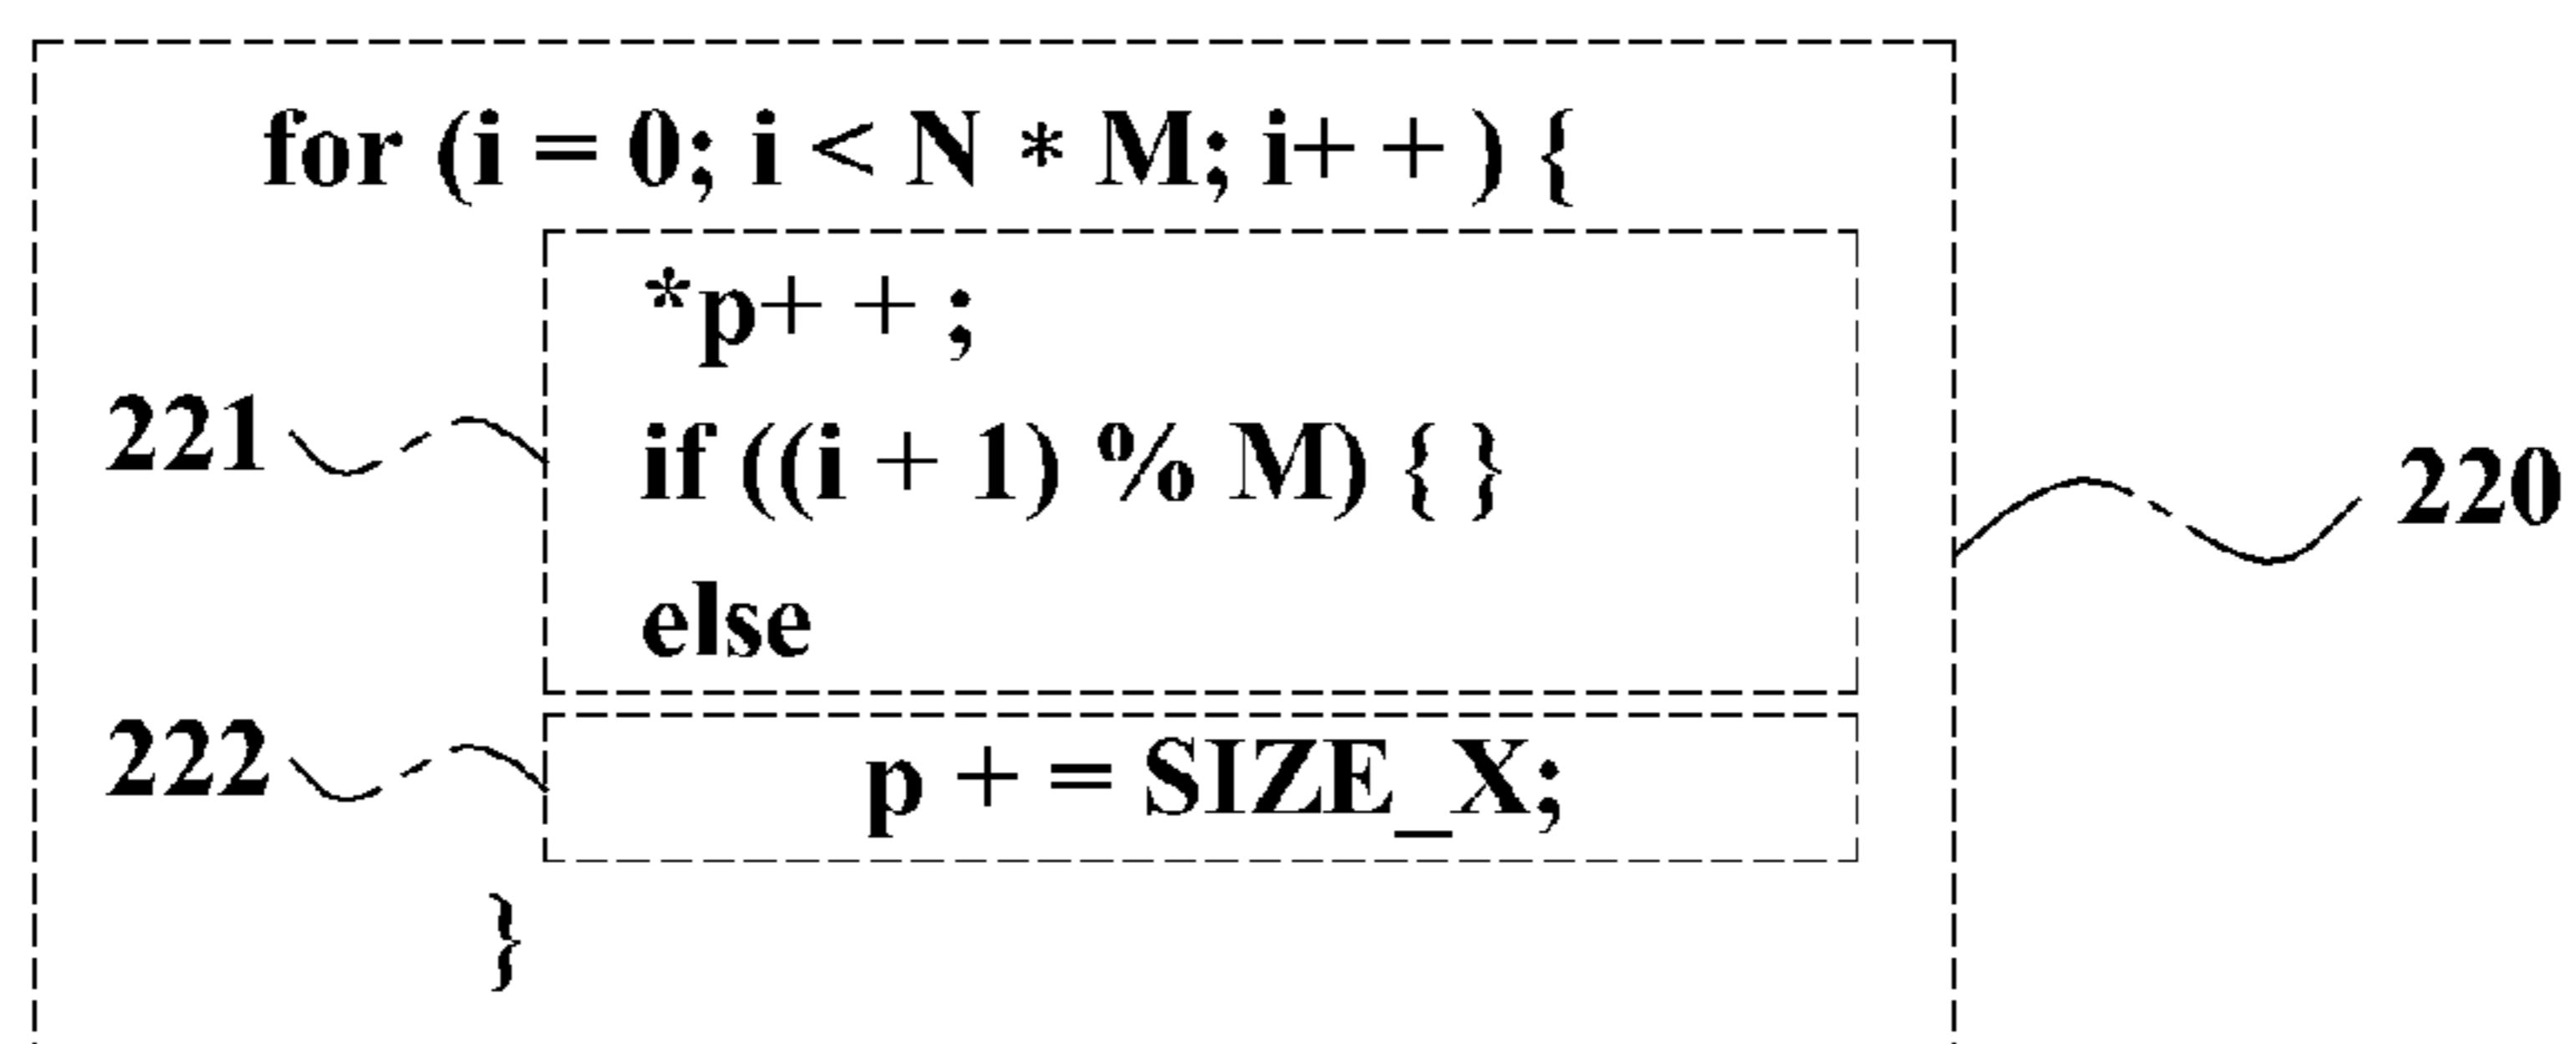 for (i = 0; i < N * M; i+ + ) {
*p+ + ;
221
if ((i + 1) % M) { }
220
else
222
p + = SIZE_X;
}